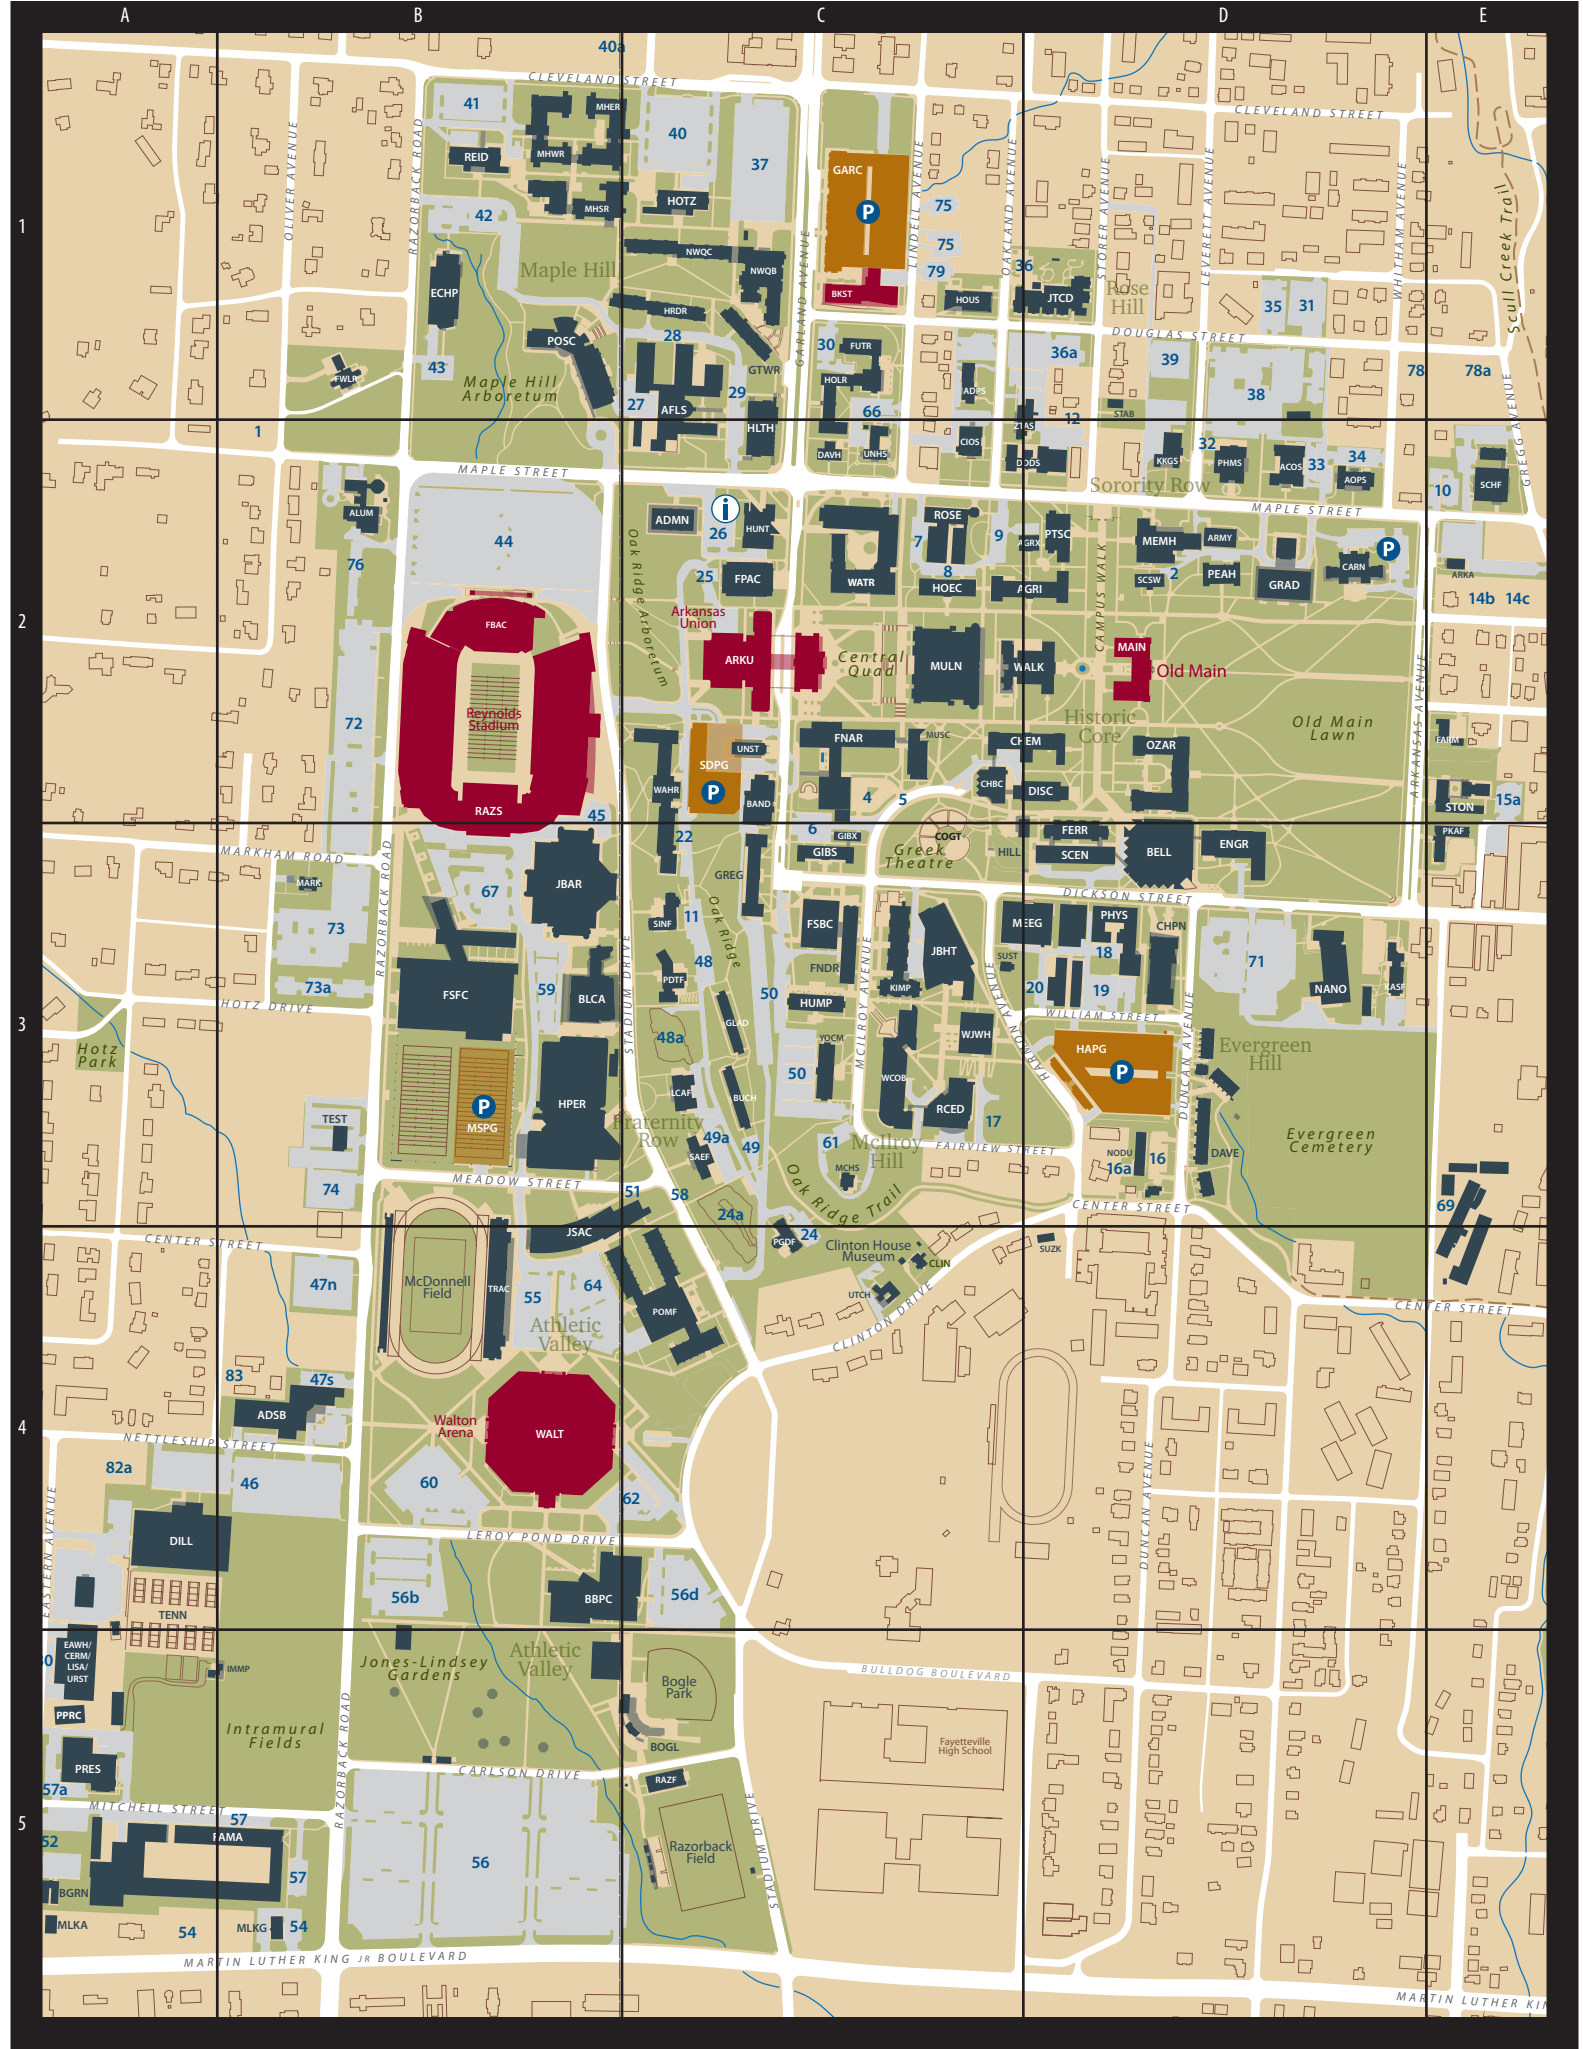 A B C D E
40a
CLEVELAND STREET
CLEVELAND STREET
41
MHER
40
37
REID
MHWR
GARC
P
OLIVER AVENUE
RAZORBACK ROAD
GARLAND AVENUE
TINDELL AVENUE
OAKLAND AVENUE
STORER AVENUE
LEVERETT AVENUE
WHITHAM AVENUE
Scull Creek Trail
1
42
MHSR
HOTZ
75
75
79
36
Maple Hill
NWQC
NWQB
ECHP
BKST
HOUS
JTCD
Rose
Hill
35
31
HRDR
28
POSC
GTWR
DOUGLAS STREET
30
FUTR
36a
39
43
FWLR
Maple Hill
Arboretum
HOLR
ADPS
38
78
78a
27
AFLS
29
66
12
STAB
GREGG AVENUE
1
HLTH
ZTAS
DAVH
UNHS
CIOS
DDDS
KKGS
32
PHMS
ACOS
33
34
AOPS
SCHF
10
MAPLE STREET
Sorority Row
MAPLE STREET
ALUM
44
ADMN
i
26
HUNT
7
ROSE
9
AGRX
PTSC
MEMH
ARMY
P
76
Oak Ridge Arboretum
25
FPAC
WATR
8
HOEC
AGRI
CAMPUS WALK
SCSW
2
PEAH
GRAD
CARN
ARKA
14b
14c
2
FBAC
Arkansas
Union
ARKU
Central
Quad
MULN
WALK
MAIN
Old Main
72
Reynolds
Stadium
Historic
Core
Old Main
Lawn
ARKANSAS AVENUE
FNAR
MUSC
CHEM
OZAR
FARM
UNST
SDPG
P
WAHR
BAND
4
5
CHBC
DISC
STON
15a
RAZS
45
MARKHAM ROAD
22
6
GIBX
GIBS
COGT
Greek
Theatre
HILL
FERR
SCEN
BELL
ENGR
PKAF
MARK
67
JBAR
GREG
DICKSON STREET
73
RAZORBACK ROAD
SINF
11
Oak Ridge
FSBC
JBHT
MEEG
PHYS
CHPN
18
71
73a
FSFC
59
BLCA
PDTF
48
50
FNDR
KIMP
SUST
20
19
NANO
KASF
HOTZ DRIVE
STADIUM DRIVE
HUMP
MCILROY AVENUE
HARMON AVENUE
WILLIAM STREET
DUNCAN AVENUE
3
Hotz
Park
48a
GLAD
YOCM
WJWH
HAPG
P
Evergreen
Hill
LCAF
BUCH
50
WCOB
RCED
17
TEST
P
MSPG
HPER
Fraternity
Row
49a
49
61
McIlroy
Hill
FAIRVIEW STREET
Evergreen
Cemetery
SAEF
MCHS
NODU
16a
16
DAVE
74
MEADOW STREET
51
58
24a
Oak Ridge Trail
CENTER STREET
69
CENTER STREET
JSAC
PGDF
24
Clinton House
Museum
CLIN
SUZK
47n
McDonnell
Field
TRAC
55
64
POMF
UTCH
CLINTON DRIVE
CENTER STREET
Athletic
Valley
83
47s
ADSB
Walton
Arena
WALT
4
NETTLESHIP STREET
82a
46
60
62
DUNCAN AVENUE
EASTERN AVENUE
DILL
LEROY POND DRIVE
56b
BBPC
56d
TENN
EAWH/
CERM/
LISA/
URST
IMMP
Jones-Lindsey
Gardens
Athletic
Valley
Bogle
Park
BULLDOG BOULEVARD
PPRC
Intramural
Fields
BOGL
Fayetteville
High School
PRES
57a
RAZORBACK ROAD
CARLSON DRIVE
RAZF
MITCHELL STREET
57
5
52
PAMA
56
Razorback
Field
STADIUM DRIVE
57
BGRN
MLKA
54
MLKG
54
MARTIN LUTHER KING JR BOULEVARD
MARTIN LUTHER KIN